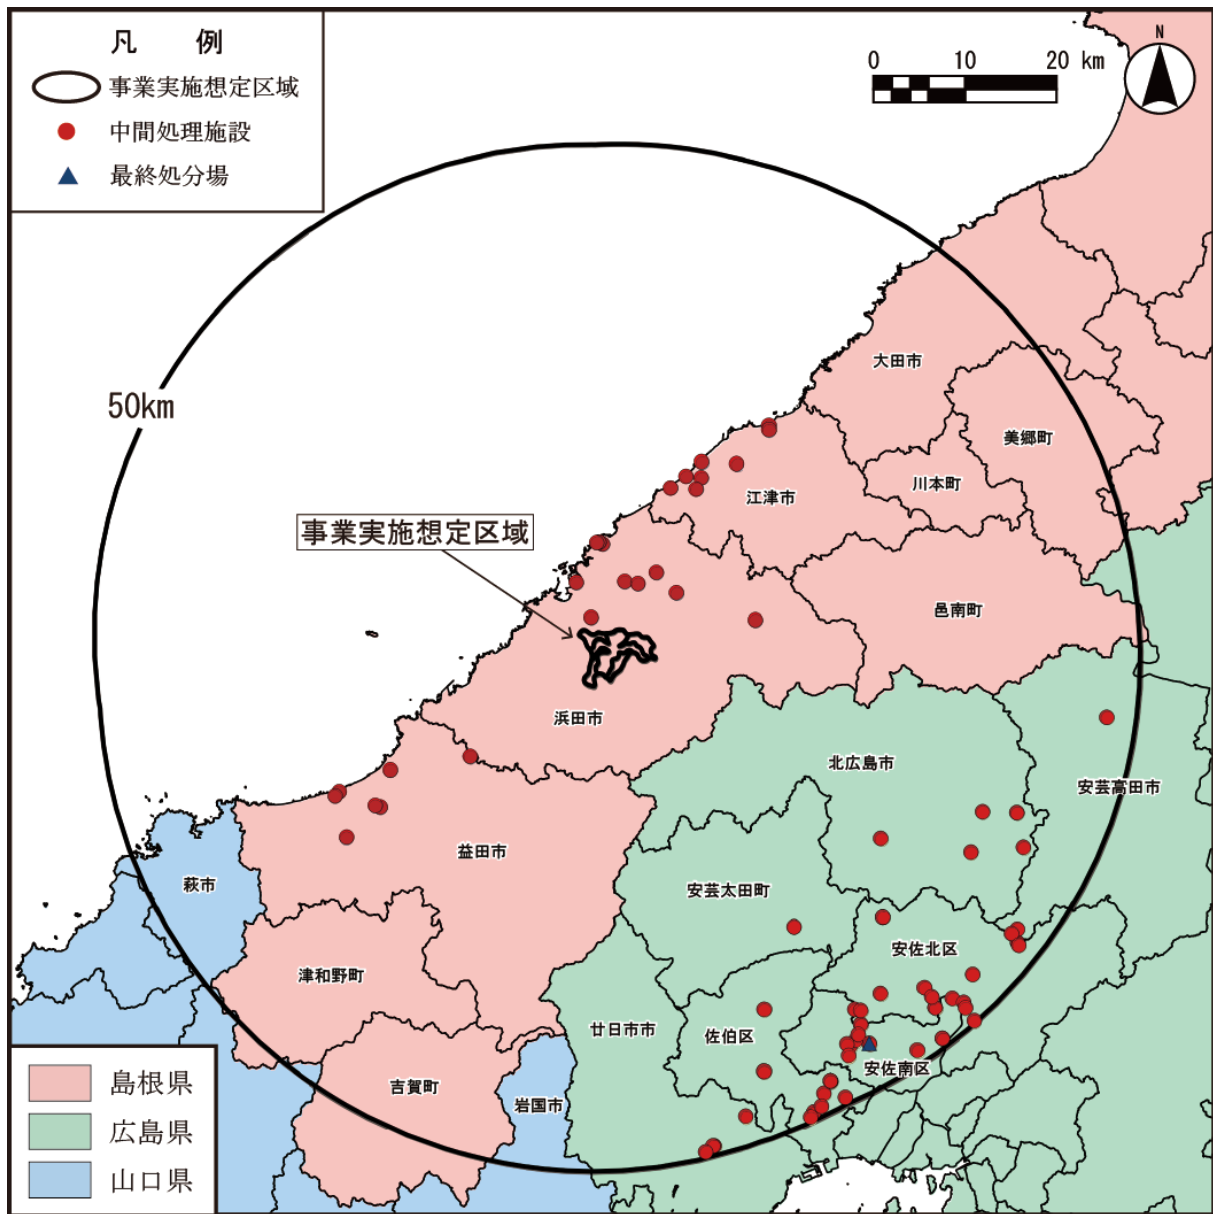 凡　例
事業実施想定区域
中間処理施設
最終処分場
0 10 20 km
N
50km
大田市
美郷町
川本町
江津市
事業実施想定区域
邑南町
浜田市
北広島市
安芸高田市
益田市
安芸太田町
萩市
安佐北区
津和野町
廿日市市
佐伯区
安佐南区
吉賀町
岩国市
島根県
広島県
山口県